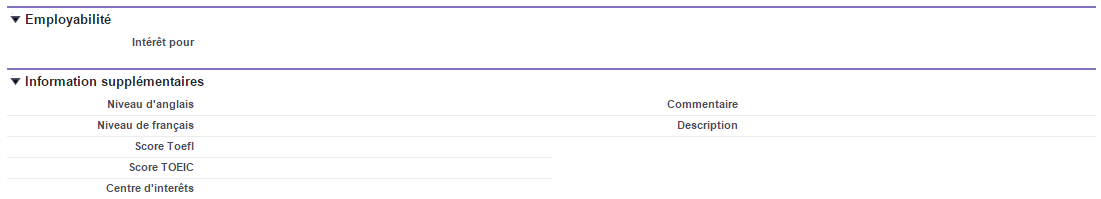 Employabilité
Intérêt pour
Information supplémentaires
Niveau d'anglais
Commentaire
Niveau de français
Description
Score Toefl
Score TOEIC
Centre d'interêts